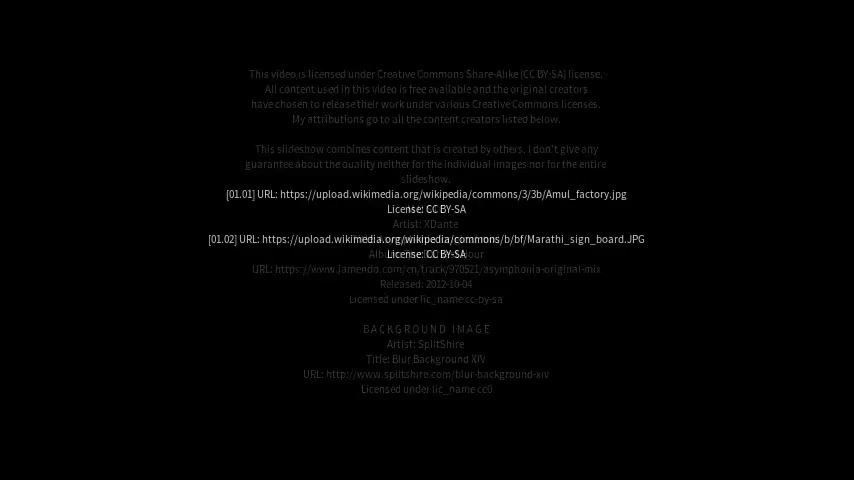 This video is licensed under Creative Commons Share-Alike (CC BY-SA) license.
All content used in this video is free available and the original creators
have chosen to release their work under various Creative Commons licenses.
My attributions go to all the content creators listed below.
This slideshow combines content that is created by others. I don't give any
guarantee about the quality neither for the individual images nor for the entire
slideshow.
[01.01] URL: https://upload.wikimedia.org/wikipedia/commons/3/3b/Amul_factory.jpg
License: CC BY-SA
Artist: XDante
[01.02] URL: https://upload.wikimedia.org/wikipedia/commons/b/bf/Marathi_sign_board.JPG
License: CC BY-SA
URL: https://www.jamendo.com/en/track/970521/asymphonia-original-mix
Released: 2012-10-04
Licensed under lic_name cc-by-sa
BACKGROUND IMAGE
Artist: SplitShire
Title: Blur Background XIV
URL: http://www.splitshire.com/blur-background-xiv
Licensed under lic_name cc0